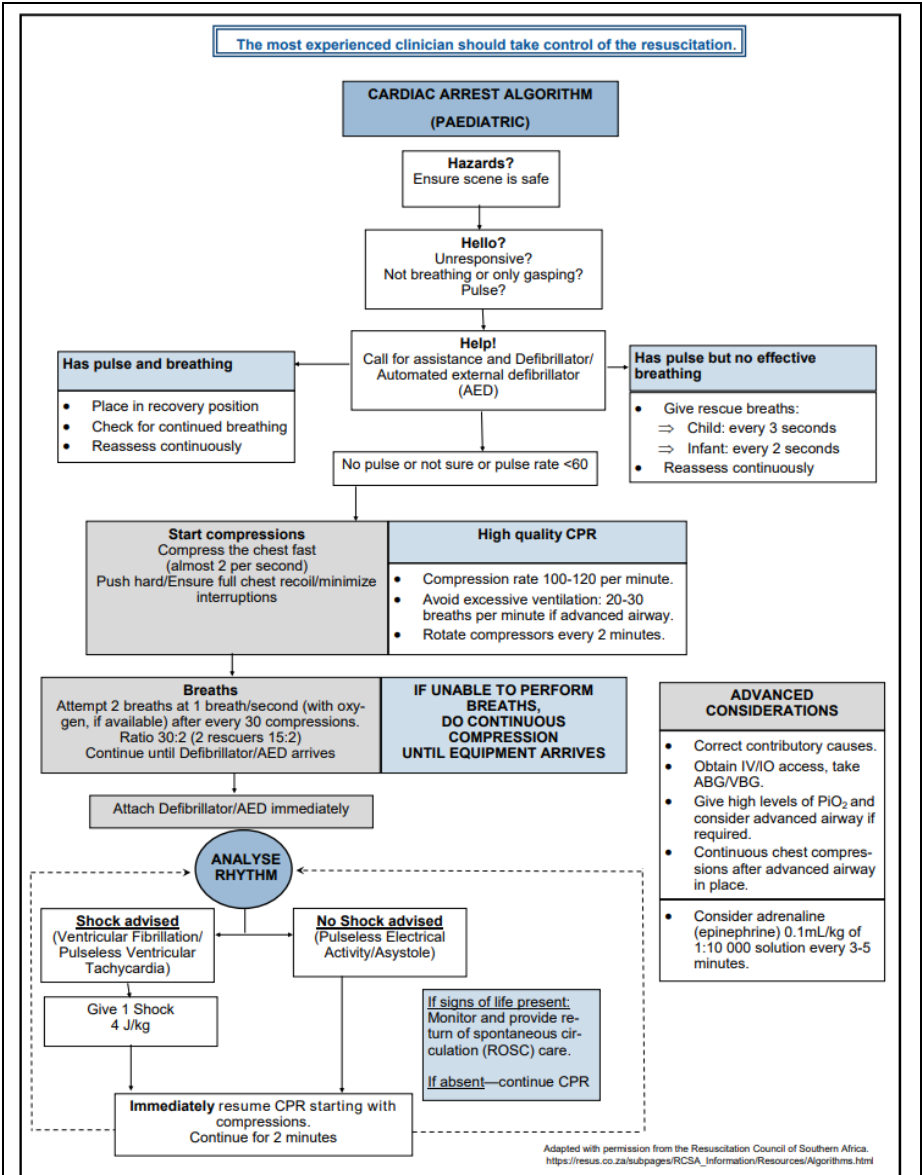 The most experienced clinician should take control of the resuscitation.
CARDIAC ARREST ALGORITHM
(PAEDIATRIC)
Hazards?
Ensure scene is safe
Hello?
Unresponsive?
Not breathing or only gasping?
Pulse?
Help!
Call for assistance and Defibrillator/
Automated external defibrillator
(AED)
Has pulse and breathing
• Place in recovery position
• Check for continued breathing
• Reassess continuously
Has pulse but no effective
breathing
• Give rescue breaths:
⇒ Child: every 3 seconds
⇒ Infant: every 2 seconds
• Reassess continuously
No pulse or not sure or pulse rate <60
Start compressions
Compress the chest fast
(almost 2 per second)
Push hard/Ensure full chest recoil/minimize
interruptions
High quality CPR
• Compression rate 100-120 per minute.
• Avoid excessive ventilation: 20-30
breaths per minute if advanced airway.
• Rotate compressors every 2 minutes.
Breaths
Attempt 2 breaths at 1 breath/second (with oxy-
gen, if available) after every 30 compressions.
Ratio 30:2 (2 rescuers 15:2)
Continue until Defibrillator/AED arrives
IF UNABLE TO PERFORM
BREATHS,
DO CONTINUOUS
COMPRESSION
UNTIL EQUIPMENT ARRIVES
ADVANCED
CONSIDERATIONS
• Correct contributory causes.
• Obtain IV/IO access, take
ABG/VBG.
• Give high levels of PiO2 and
consider advanced airway if
required.
• Continuous chest compres-
sions after advanced airway
in place.
• Consider adrenaline
(epinephrine) 0.1mL/kg of
1:10 000 solution every 3-5
minutes.
Attach Defibrillator/AED immediately
ANALYSE
RHYTHM
Shock advised
(Ventricular Fibrillation/
Pulseless Ventricular
Tachycardia)
No Shock advised
(Pulseless Electrical
Activity/Asystole)
Give 1 Shock
4 J/kg
If signs of life present:
Monitor and provide re-
turn of spontaneous cir-
culation (ROSC) care.
If absent—continue CPR
Immediately resume CPR starting with
compressions.
Continue for 2 minutes
Adapted with permission from the Resuscitation Council of Southern Africa.
https://resus.co.za/subpages/RCSA_Information/Resources/Algorithms.html